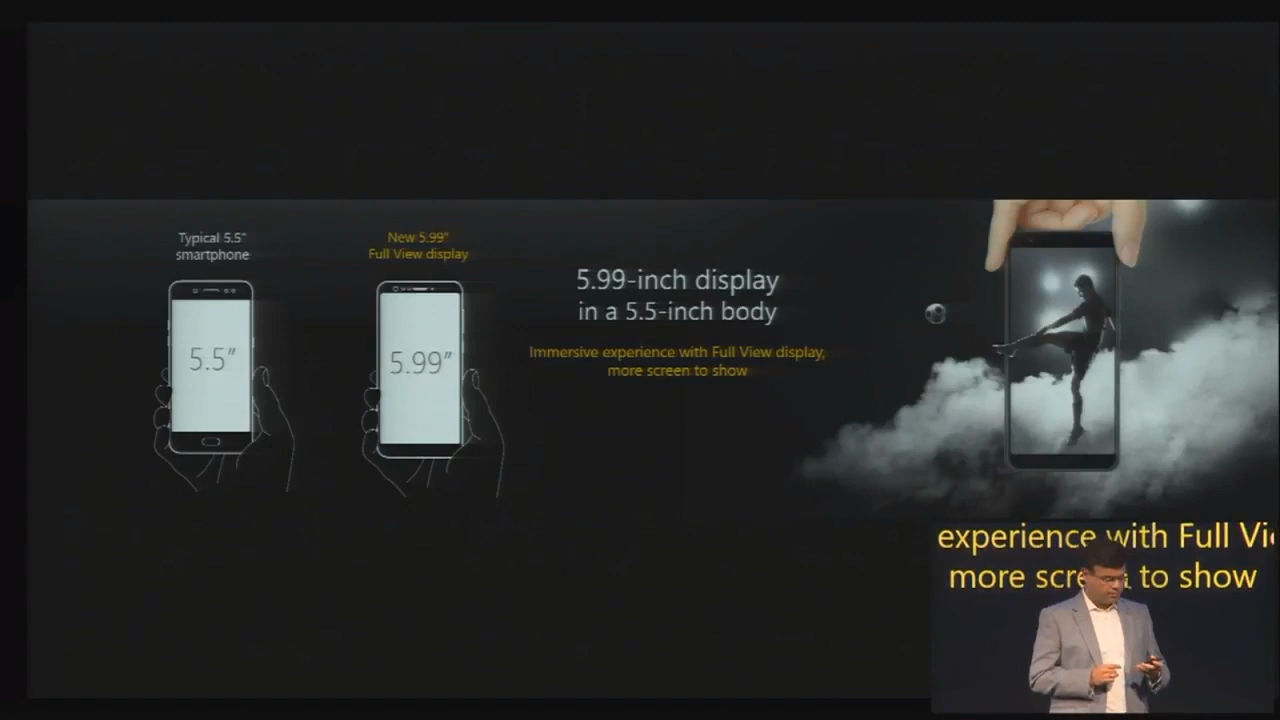 Typical 5.5"
smartphone
New 5.99"
Full View display
5.5"
5.99"
5.99-inch display
in a 5.5-inch body
Immersive experience with Full View display,
more screen to show
experience with Full Vi
more screen to show